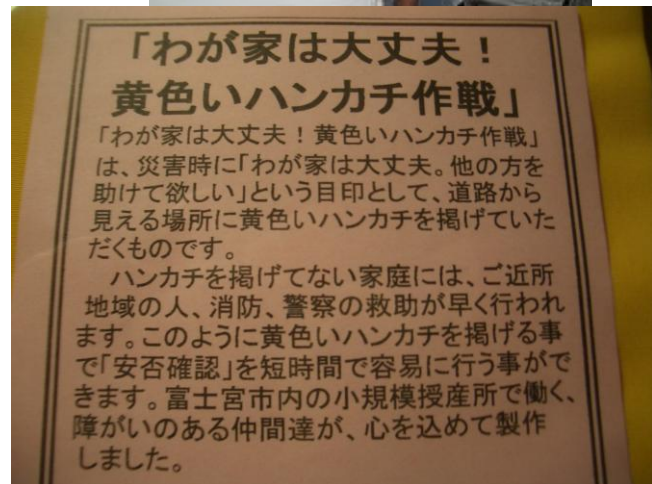 「わが家は大丈夫！
黄色いハンカチ作戦」
「わが家は大丈夫！黄色いハンカチ作戦」
は、災害時に「わが家は大丈夫。他の方を
助けて欲しい」という目印として、道路から
見える場所に黄色いハンカチを掲げていた
だくものです。
ハンカチを掲げてない家庭には、ご近所
地域の人、消防、警察の救助が早く行われ
ます。このように黄色いハンカチを掲げる事
で「安否確認」を短時間で容易に行う事がで
きます。富士宮市内の小規模授産所で働く、
障がいのある仲間達が、心を込めて製作
しました。